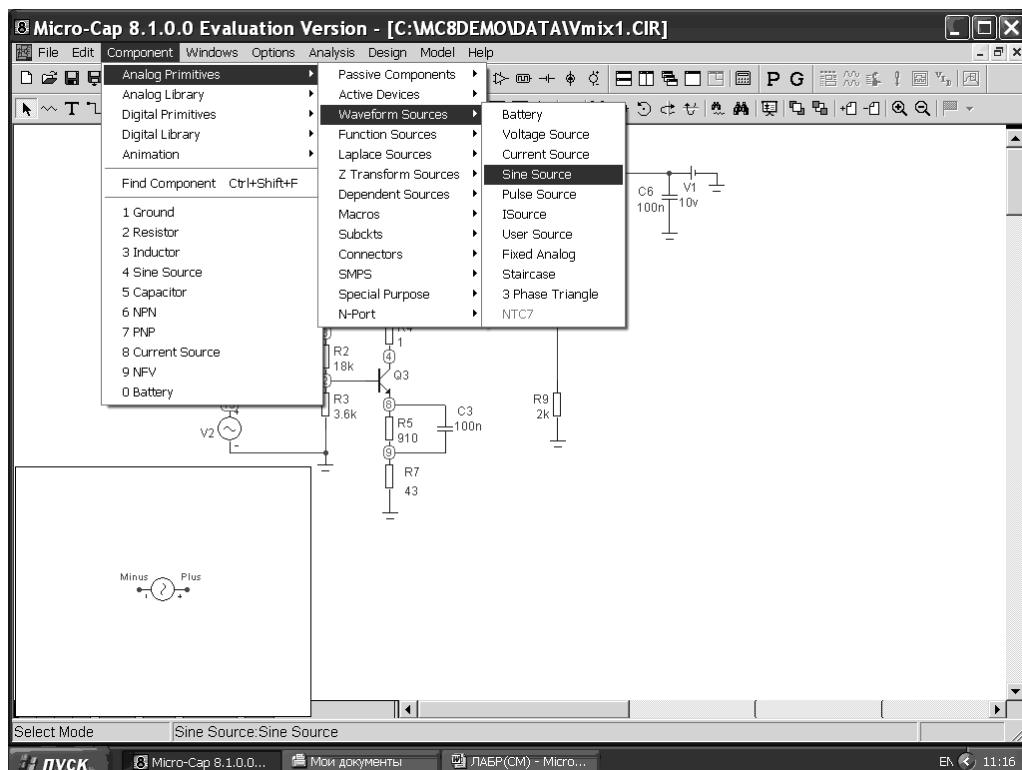 Micro-Cap 8.1.0.0 Evaluation Version - [C:\MC8DEMO\DATA\Vmix1.CIR]
File Edit Component Windows Options Analysis Design Model Help
Analog Primitives
Analog Library
Digital Primitives
Digital Library
Animation
Find Component Ctrl+Shift+F
1 Ground
2 Resistor
3 Inductor
4 Sine Source
5 Capacitor
6 NPN
7 PNP
8 Current Source
9 NFV
0 Battery
Passive Components
Active Devices
Waveform Sources
Function Sources
Laplace Sources
Z Transform Sources
Dependent Sources
Macros
Subckts
Connectors
SMPS
Special Purpose
N-Port
Battery
Voltage Source
Current Source
Sine Source
Pulse Source
ISource
User Source
Fixed Analog
Staircase
3 Phase Triangle
NTC7
P G
T
C6
100n
V1
10v
1
4
R2
18k
Q3
R3
3.6k
8
C3
100n
R5
910
9
R7
43
R9
2k
V2
+
-
Minus
Plus
Select Mode
Sine Source:Sine Source
пуск
Micro-Cap 8.1.0.0...
Мои документы
ЛАБР(СМ) - Micro...
EN
11:16